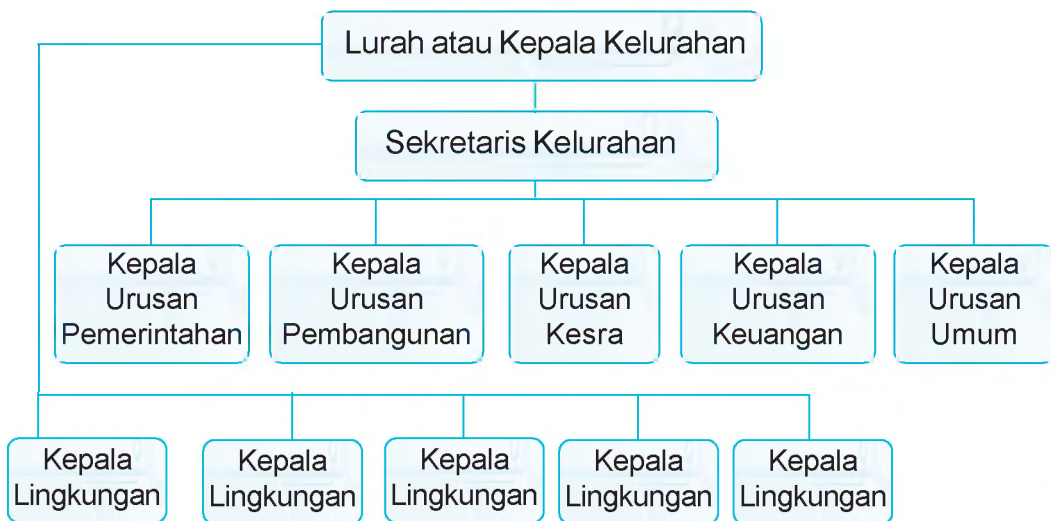 Lurah atau Kepala Kelurahan
Sekretaris Kelurahan
Kepala
Urusan
Pemerintahan
Kepala
Urusan
Pembangunan
Kepala
Urusan
Kesra
Kepala
Urusan
Keuangan
Kepala
Urusan
Umum
Kepala
Lingkungan
Kepala
Lingkungan
Kepala
Lingkungan
Kepala
Lingkungan
Kepala
Lingkungan